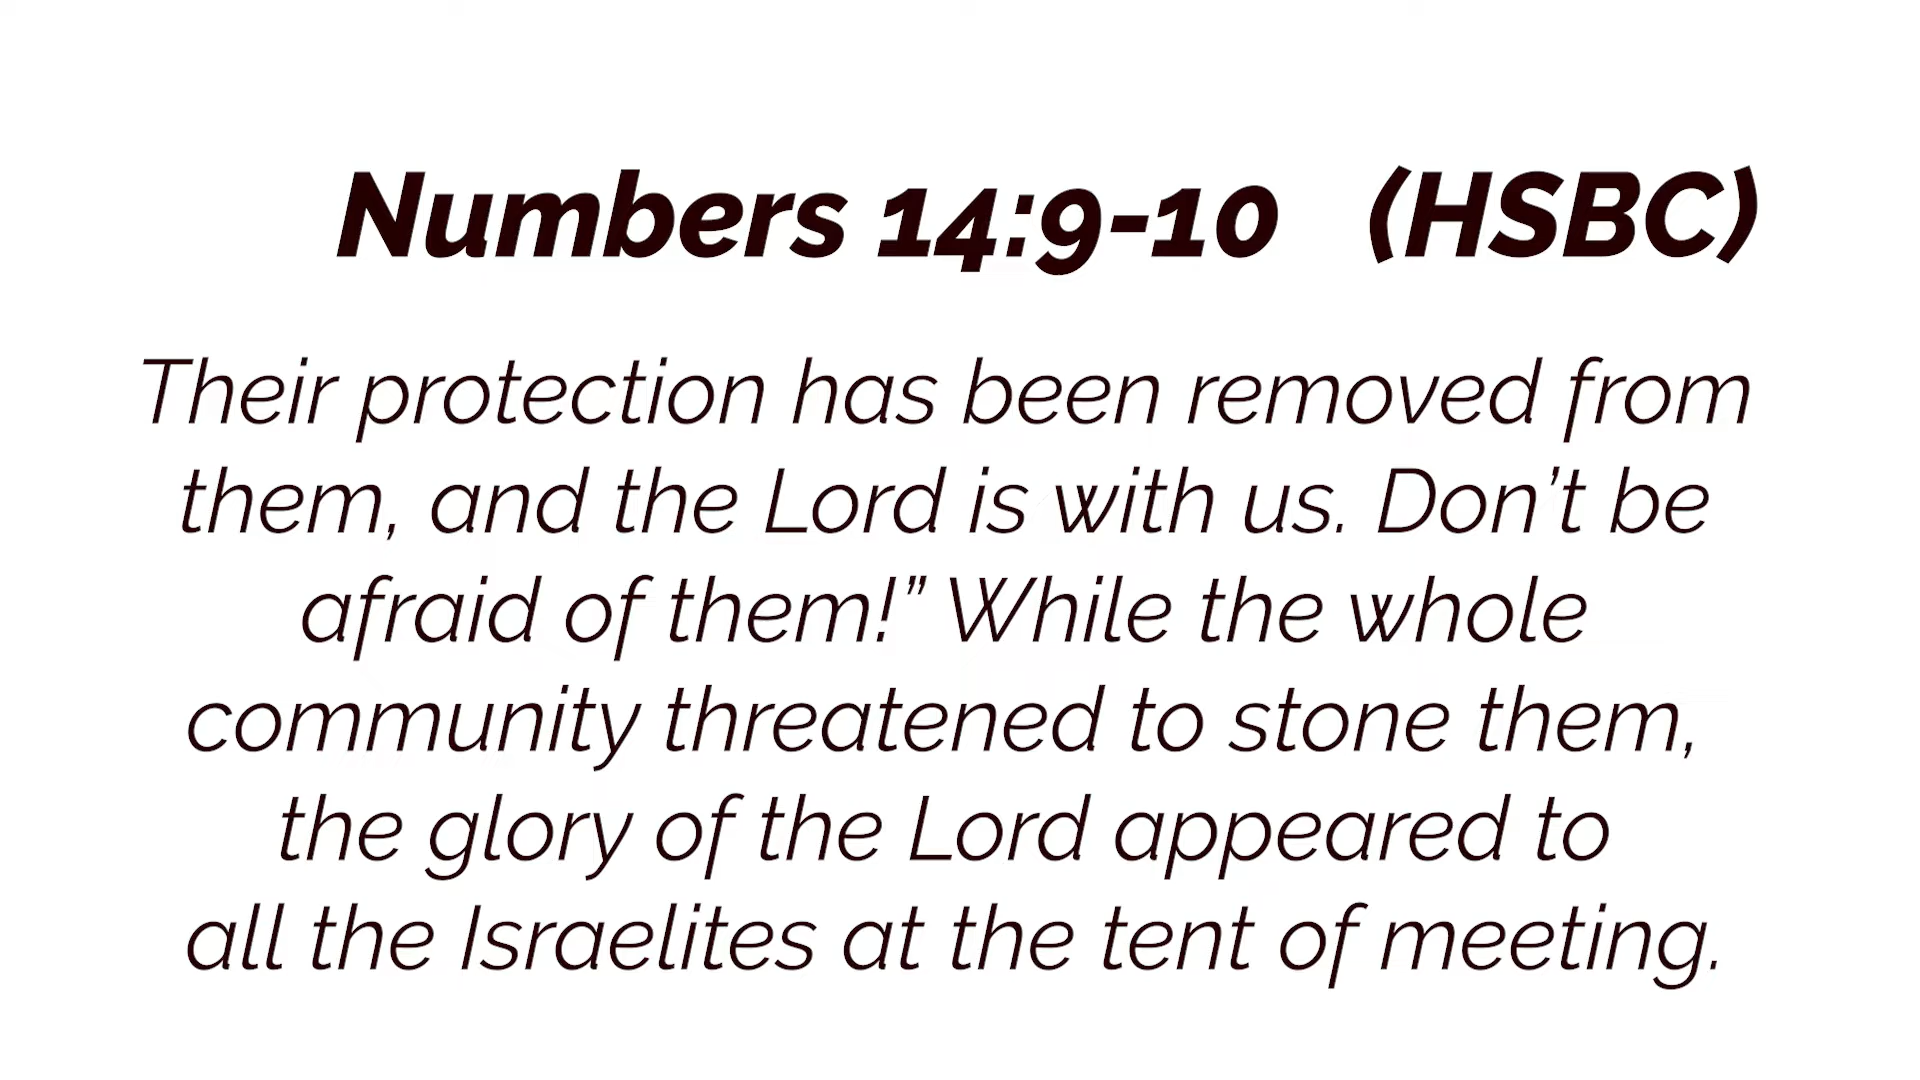 Numbers 14:9-10 (HSBC)
Their protection has been removed from
them, and the Lord is with us. Don’t be
afraid of them!” While the whole
community threatened to stone them,
the glory of the Lord appeared to
all the Israelites at the tent of meeting.